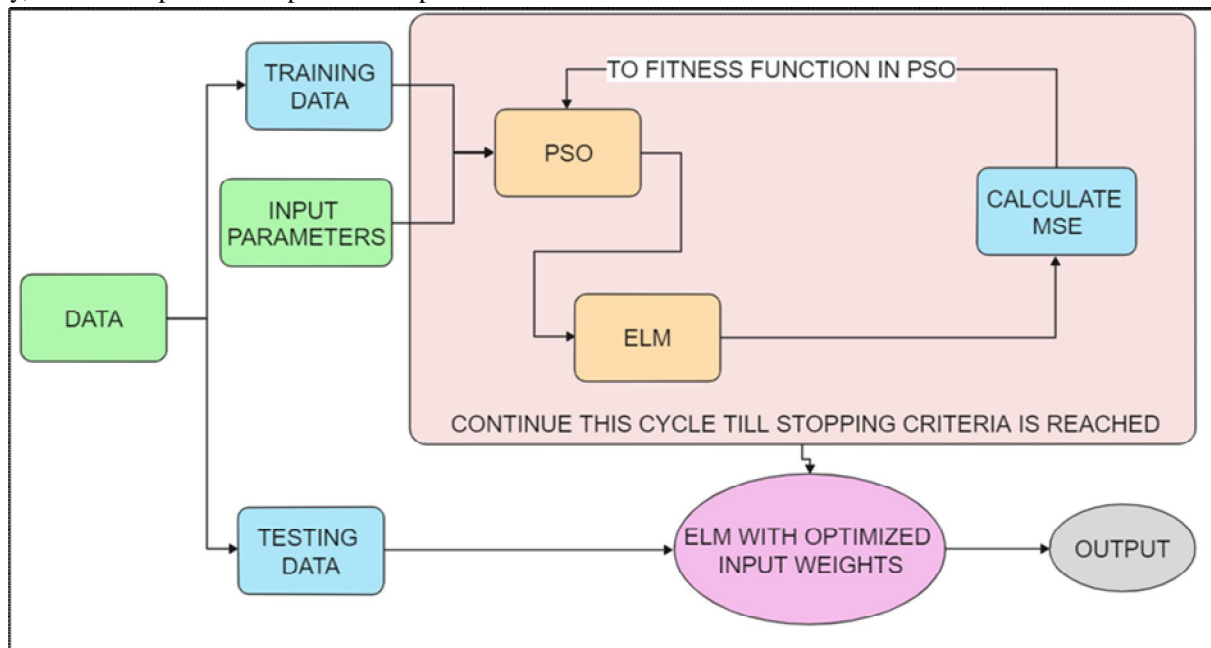 TRAINING
DATA
TO FITNESS FUNCTION IN PSO
PSO
INPUT
PARAMETERS
CALCULATE
MSE
DATA
ELM
CONTINUE THIS CYCLE TILL STOPPING CRITERIA IS REACHED
TESTING
DATA
ELM WITH OPTIMIZED
INPUT WEIGHTS
OUTPUT